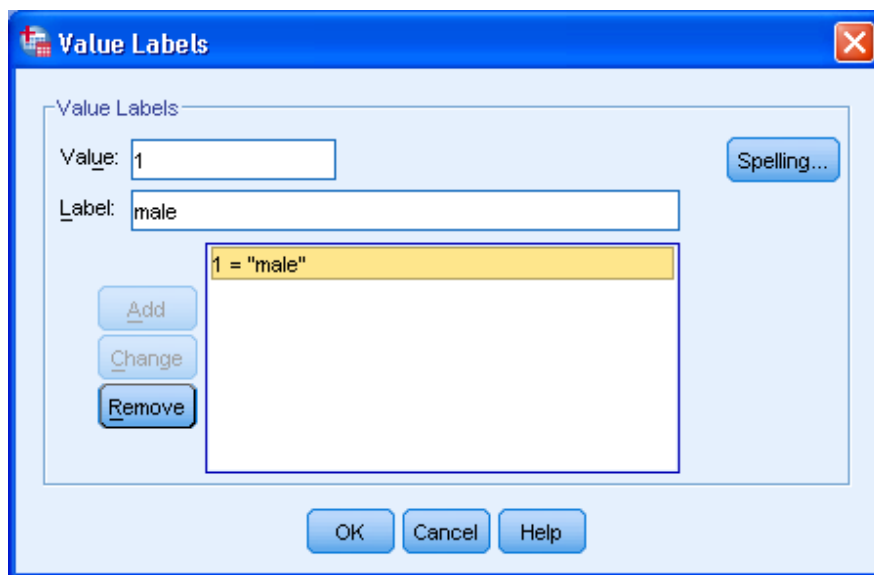 Value Labels
Value Labels
Value: 1
Spelling...
Label: male
1 = "male"
Add
Change
Remove
OK Cancel Help